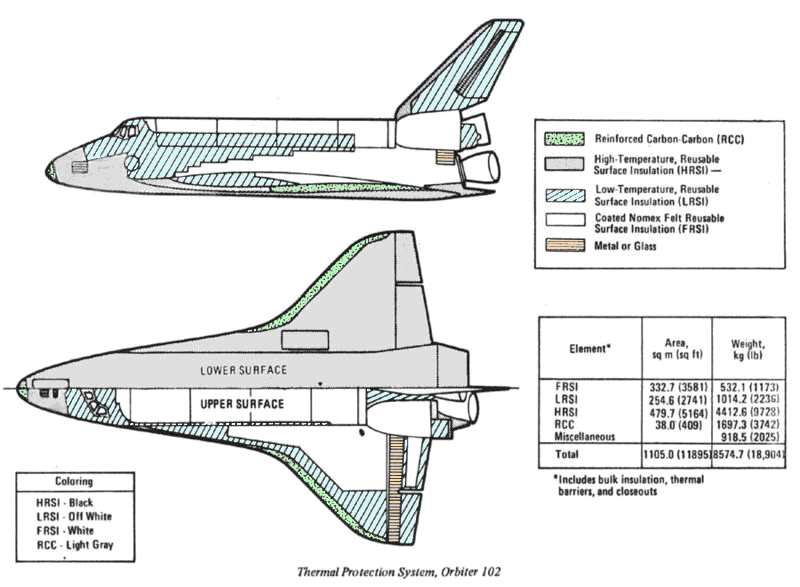 Reinforced Carbon-Carbon (RCC)
High-Temperature, Reusable
Surface Insulation (HRSI) —
Low-Temperature, Reusable
Surface Insulation (LRSI)
Coated Nomex Felt Reusable
Surface Insulation (FRSI)
Metal or Glass
LOWER SURFACE
UPPER SURFACE
Element* Area, sq m (sq ft) Weight, kg (lb)
FRSI 332.7 (3581) 532.1 (1173)
LRSI 254.6 (2741) 1014.2 (2236)
HRSI 479.7 (5164) 4412.6 (9728)
RCC 38.0 (409) 1697.3 (3742)
Miscellaneous 918.5 (2025)
Total 1105.0 (11895) 8574.7 (18,904)
*Includes bulk insulation, thermal
barriers, and closeouts
Coloring
HRSI - Black
LRSI - Off White
FRSI - White
RCC - Light Gray
Thermal Protection System, Orbiter 102